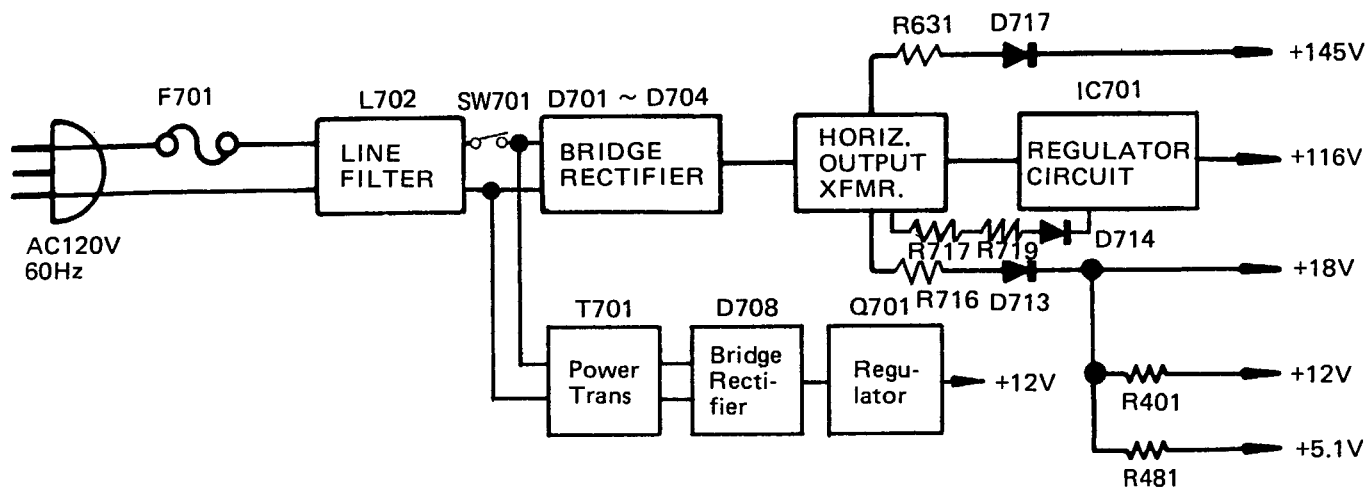 R631
D717
+145V
F701
L702
SW701
D701 ~ D704
IC701
LINE
FILTER
BRIDGE
RECTIFIER
HORIZ.
OUTPUT
XFMR.
REGULATOR
CIRCUIT
+116V
AC120V
60Hz
R717
R719
D714
+18V
R716
D713
T701
D708
Q701
Power
Trans
Bridge
Recti-
fier
Regu-
lator
+12V
+12V
R401
+5.1V
R481